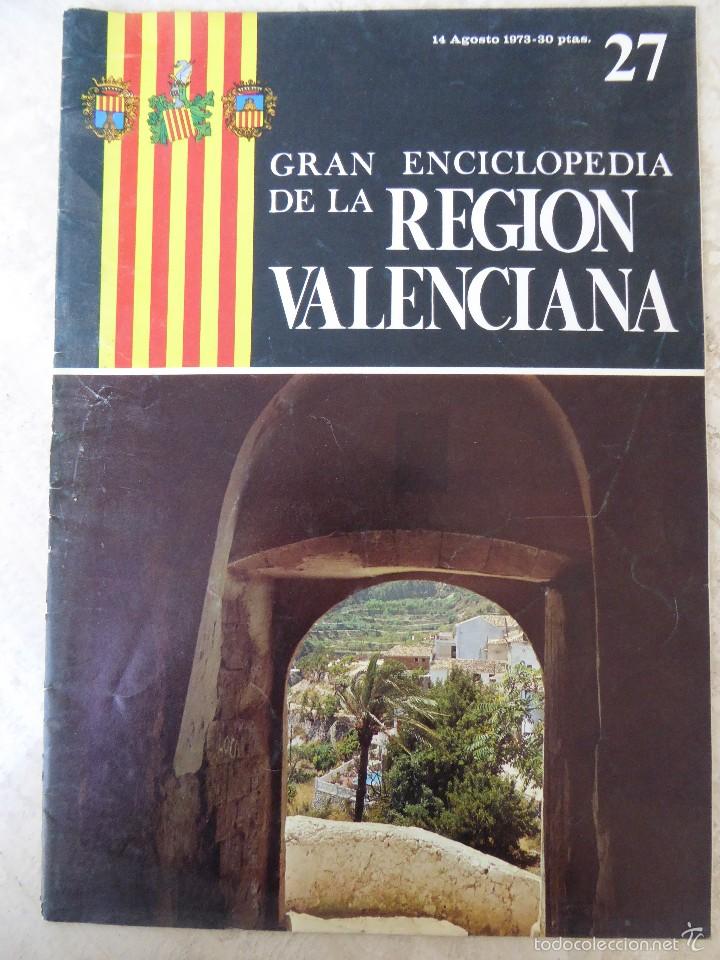 14 Agosto 1973-30 ptas. 27
GRAN ENCICLOPEDIA
DE LA REGION
VALENCIANA
todocoleccion.net